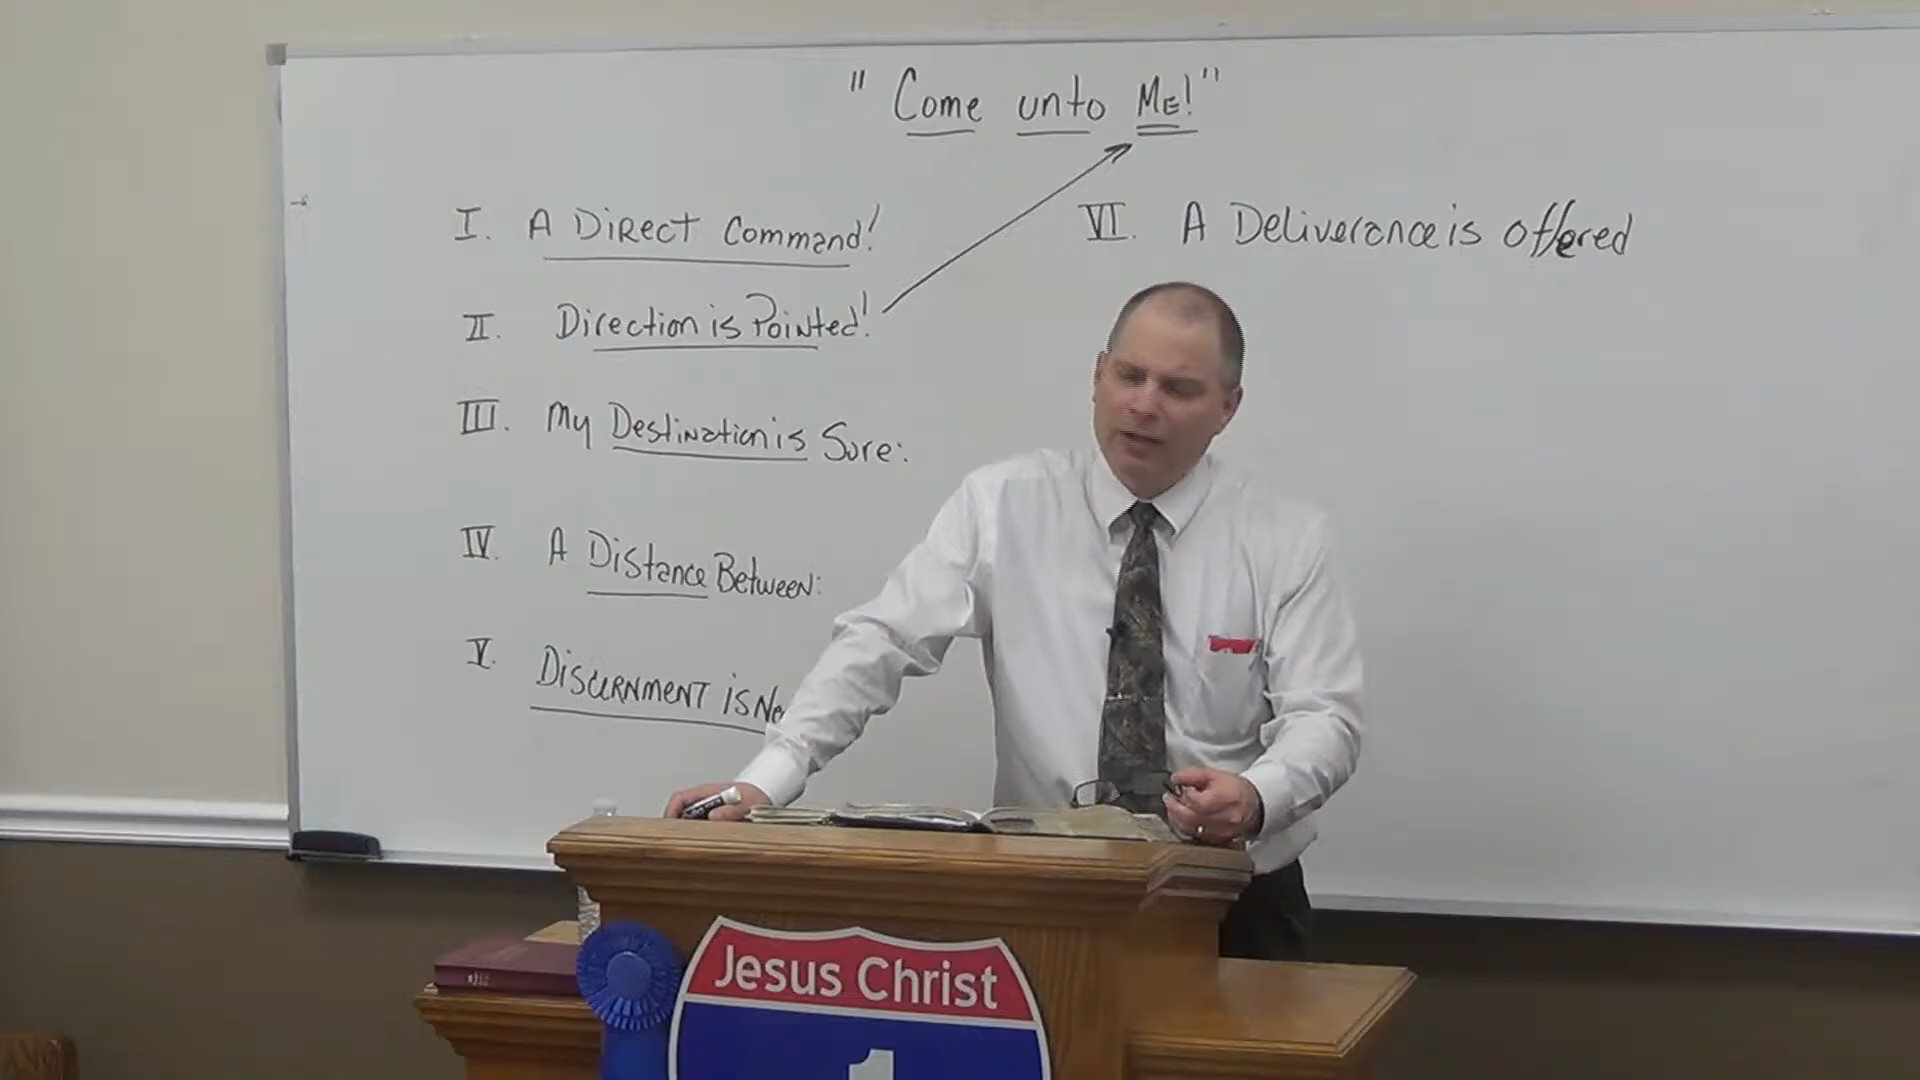 " Come unto ME! "
I. A Direct Command!
II. Direction is Pointed!
III. My Destination is Sure:
IV. A Distance Between:
V. Discernment is Ne
VI. A Deliverance is offered
Jesus Christ
1